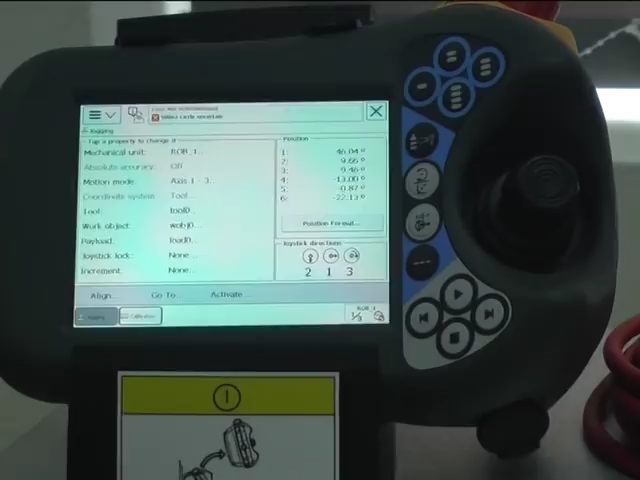 Jogging
Tap a property to change it
Mechanical unit: ROB_1...
Absolute accuracy: Off
Motion mode: Axis 1 - 3...
Coordinate system: Tool...
Tool: tool0...
Work object: wobj0...
Payload: load0...
Joystick lock: None...
Increment: None...
Position
1: 46.04 °
2: 9.66 °
3: 9.46 °
4: -13.00 °
5: -0.87 °
6: -22.13 °
Position Format...
Joystick directions
2 1 3
Align... Go To... Activate...
Jogging Calibration
ROB_1
1/3